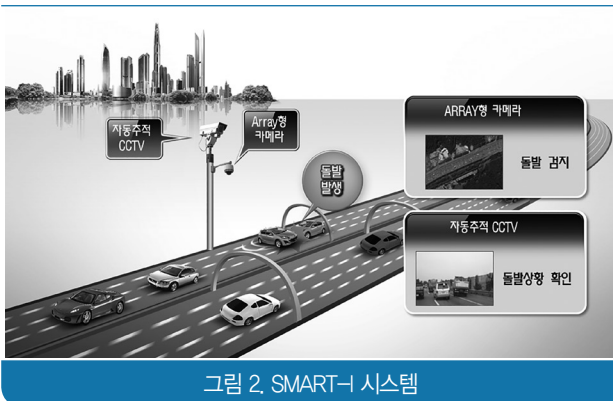 자동추적
CCTV
Array형
카메라
돌발
발생
ARRAY형 카메라
돌발 검지
자동추적 CCTV
돌발상황 확인
그림 2. SMART-I 시스템